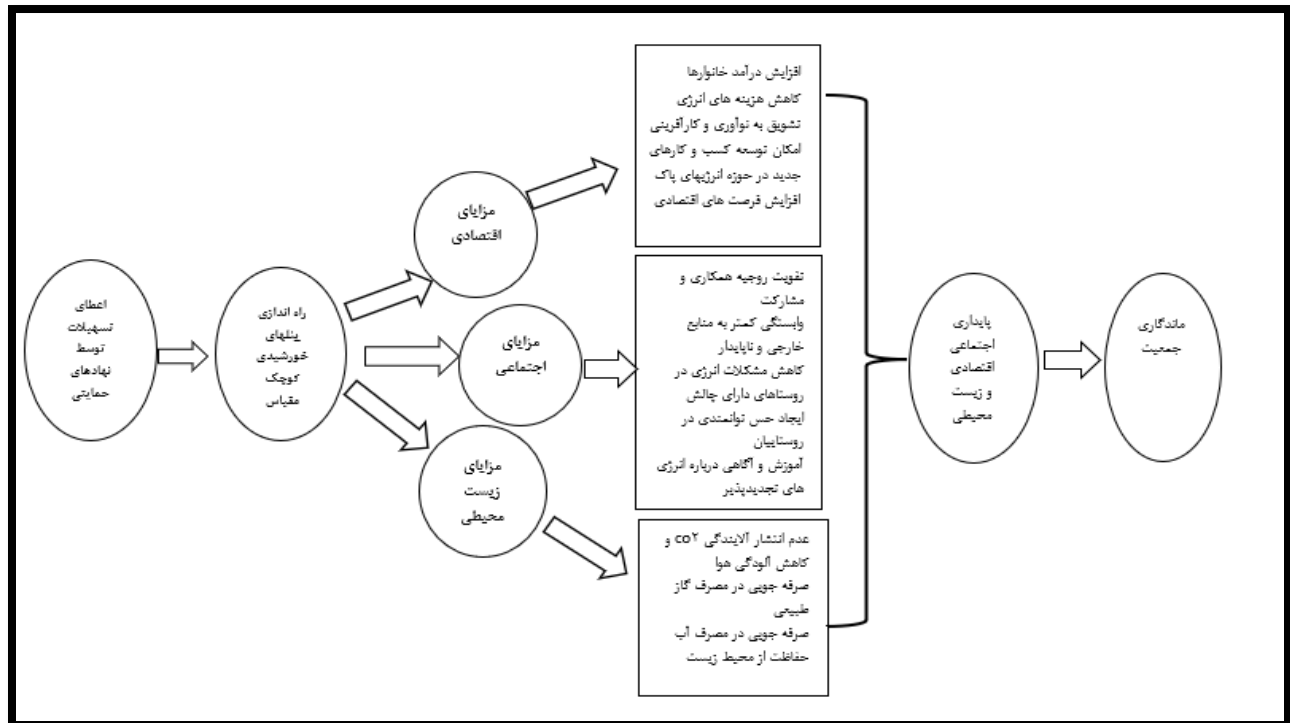 اعطای
تسهیلات
توسط
نهادهای
حمایتی
راه اندازی
پنلهای
خورشیدی
کوچک
مقیاس
مزایای
اقتصادی
مزایای
اجتماعی
مزایای
زیست
محیطی
افزایش درآمد خانوارها
کاهش هزینه های انرژی
تشویق به نوآوری و کارآفرینی
امکان توسعه کسب و کارهای
جدید در حوزه انرژیهای پاک
افزایش فرصت های اقتصادی
تقویت روحیه همکاری و
مشارکت
وابستگی کمتر به منابع
خارجی و ناپایدار
کاهش مشکلات انرژی در
روستاهای دارای چالش
ایجاد حس توانمندی در
روستاییان
آموزش و آگاهی درباره انرژی
های تجدیدپذیر
عدم انتشار آلایندگی co۲ و
کاهش آلودگی هوا
صرفه جویی در مصرف گاز
طبیعی
صرفه جویی در مصرف آب
حفاظت از محیط زیست
پایداری
اجتماعی
اقتصادی
و زیست
محیطی
ماندگاری
جمعیت